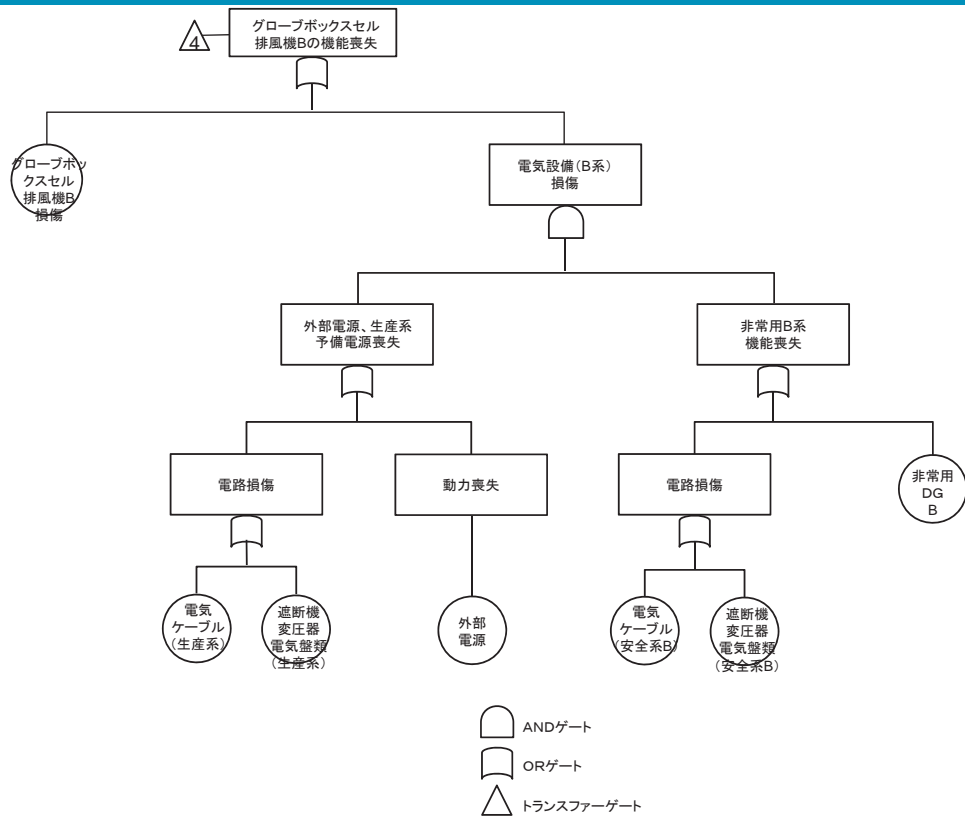 4
グローブボックスセル
排風機Bの機能喪失
グローブボッ
クスセル
排風機B
損傷
電気設備(B系)
損傷
外部電源、生産系
予備電源喪失
非常用B系
機能喪失
電路損傷
動力喪失
電路損傷
非常用
DG
B
電気
ケーブル
(生産系)
遮断機
変圧器
電気盤類
(生産系)
外部
電源
電気
ケーブル
(安全系B)
遮断機
変圧器
電気盤類
(安全系B)
ANDゲート
ORゲート
トランスファーゲート